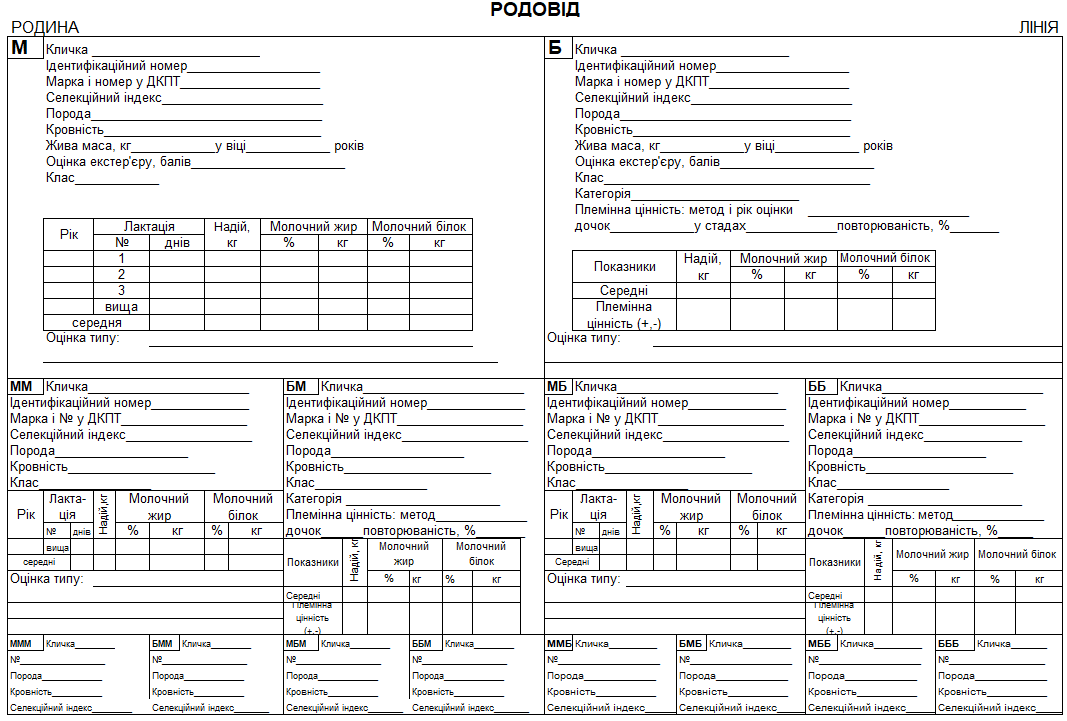 РОДОВІД
РОДИНА ЛІНІЯ
М Кличка
Ідентифікаційний номер
Марка і номер у ДКПТ
Селекційний індекс
Порода
Кровність
Жива маса, кг у віці років
Оцінка екстер'єру, балів
Клас
Рік Лактація Надій, кг Молочний жир Молочний білок
№ днів % кг % кг
1
2
3
вища
середня
Оцінка типу:
Б Кличка
Ідентифікаційний номер
Марка і номер у ДКПТ
Селекційний індекс
Порода
Кровність
Жива маса, кг у віці років
Оцінка екстер'єру, балів
Клас
Категорія
Племінна цінність: метод і рік оцінки
дочок у стадах повторюваність, %
Показники Надій, кг Молочний жир Молочний білок
% кг % кг
Середні
Племінна
цінність (+,-)
Оцінка типу:
ММ Кличка
Ідентифікаційний номер
Марка і № у ДКПТ
Селекційний індекс
Порода
Кровність
Клас
Рік Лакта-ція Надій,кг Молочний жир Молочний білок
№ днів % кг % кг
вища
середні
Оцінка типу:
БМ Кличка
Ідентифікаційний номер
Марка і № у ДКПТ
Селекційний індекс
Порода
Кровність
Клас
Категорія
Племінна цінність: метод
дочок повторюваність, %
Показники Надій, кг Молочний жир Молочний білок
% кг % кг
Середні
Племінна
цінність
(+,-)
МБ Кличка
Ідентифікаційний номер
Марка і № у ДКПТ
Селекційний індекс
Порода
Кровність
Клас
Рік Лакта-ція Надій,кг Молочний жир Молочний білок
№ днів % кг % кг
вища
Середні
Оцінка типу:
ББ Кличка
Ідентифікаційний номер
Марка і № у ДКПТ
Селекційний індекс
Порода
Кровність
Клас
Категорія
Племінна цінність: метод
дочок повторюваність, %
Показники Надій, кг Молочний жир Молочний білок
% кг % кг
Середні
Племінна
цінність
(+,-)
МММ Кличка
№
Порода
Кровність
Селекційний індекс
БММ Кличка
№
Порода
Кровність
Селекційний індекс
МБМ Кличка
№
Порода
Кровність
Селекційний індекс
ББМ Кличка
№
Порода
Кровність
Селекційний індекс
ММБ Кличка
№
Порода
Кровність
Селекційний індекс
БМБ Кличка
№
Порода
Кровність
Селекційний індекс
МББ Кличка
№
Порода
Кровність
Селекційний індекс
БББ Кличка
№
Порода
Кровність
Селекційний індекс